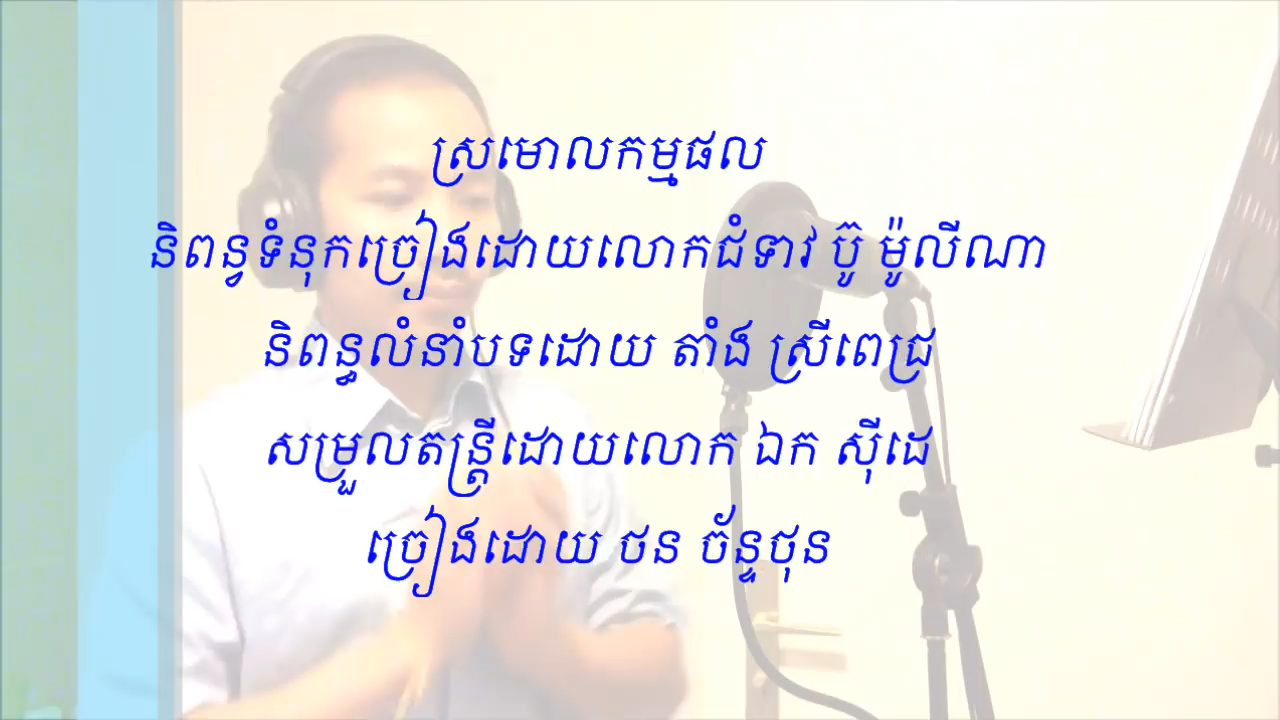 ស្រមោលកម្មផល
និពន្វទំនុកច្រៀងដោយលោកជំទាវ ប៊ូ ម៉ូលីណា
និពន្ធលំនាំបទដោយ តាំង ស្រីពេជ្រ
សម្រួលតន្ត្រីដោយលោក ឯក ស៊ីដេ
ច្រៀងដោយ ថន ច័ន្ទថុន